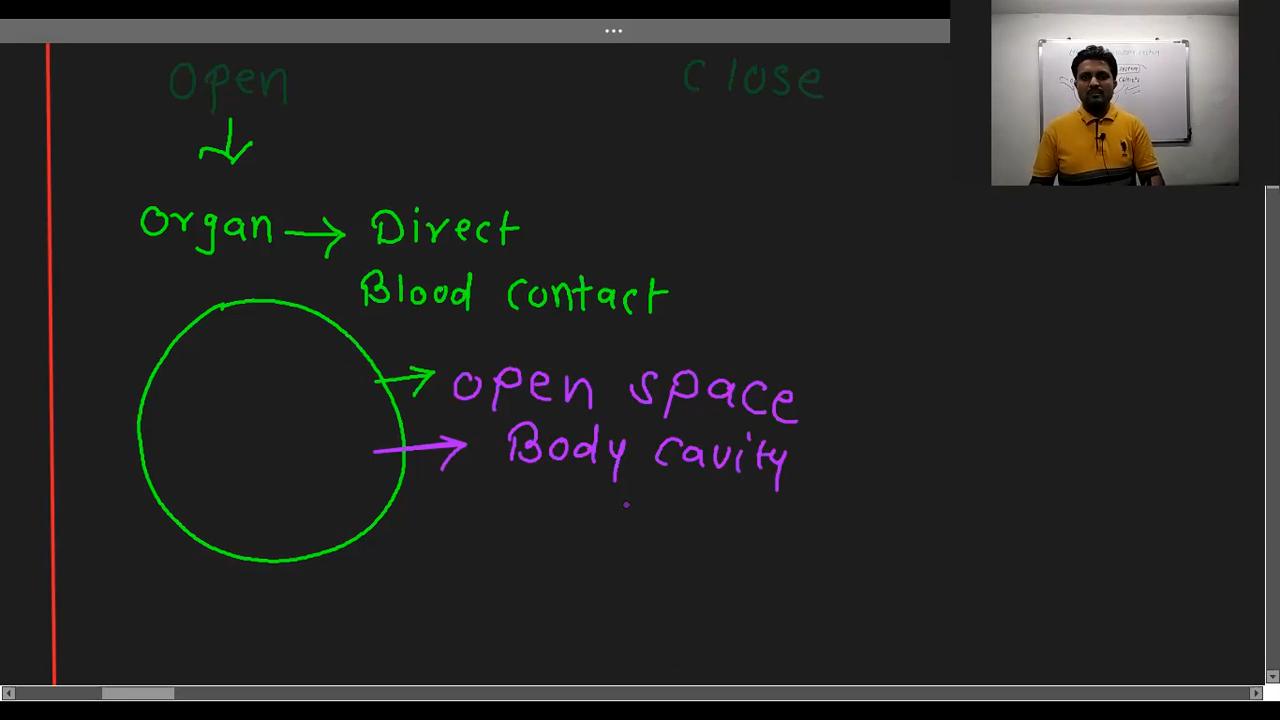 Open
Close
Organ → Direct
Blood contact
open space
Body cavity